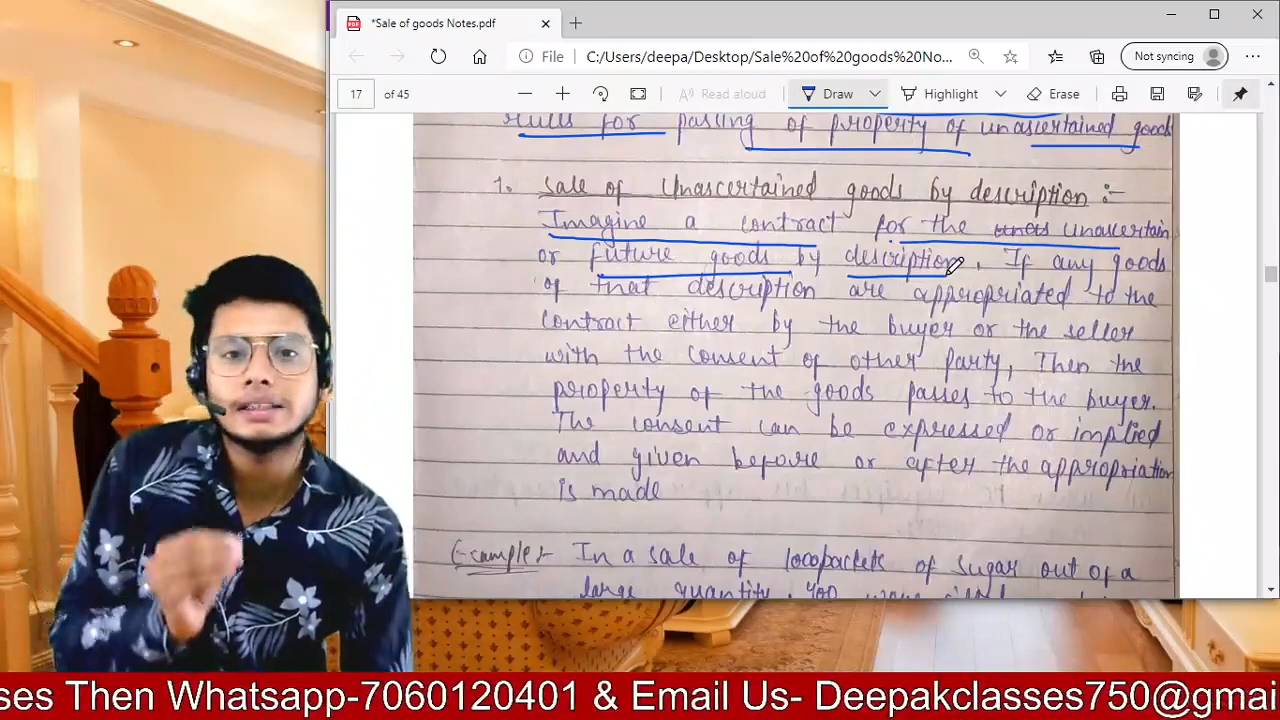 *Sale of goods Notes.pdf
File C:/Users/deepa/Desktop/Sale%20of%20goods%20No... Not syncing
17 of 45 Read aloud Draw Highlight Erase
rules for passing of property of unascertained goods
1. Sale of Unascertained goods by description :-
Imagine a contract for the unas unascertain
or future goods by description. If any goods
of that description are appropriated to the
contract either by the buyer or the seller
with the consent of other party, Then the
property of the goods passes to the buyer.
The consent can be expressed or implied
and given before or after the appropriation
is made
Example:- In a sale of 1000packets of sugar out of a
large quantity, 400
ses Then Whatsapp-7060120401 & Email Us- Deepakclasses750@gmai